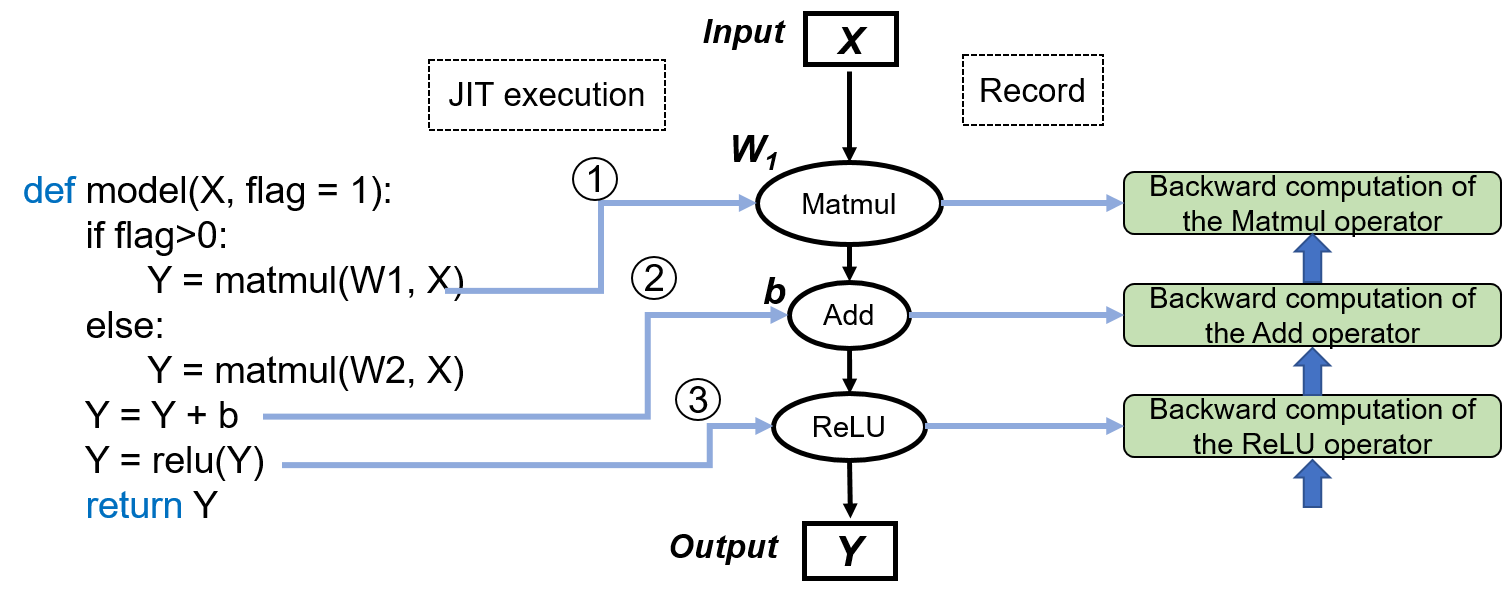 Input
X
JIT execution
Record
W1
def model(X, flag = 1):
if flag>0:
Y = matmul(W1, X)
else:
Y = matmul(W2, X)
Y = Y + b
Y = relu(Y)
return Y
①
②
③
Matmul
b
Add
ReLU
Output
Y
Backward computation of
the Matmul operator
Backward computation of
the Add operator
Backward computation of
the ReLU operator